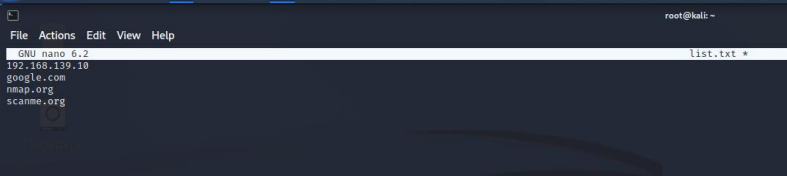 root@kali: ~
File Actions Edit View Help
GNU nano 6.2 list.txt *
192.168.139.10
google.com
nmap.org
scanme.org